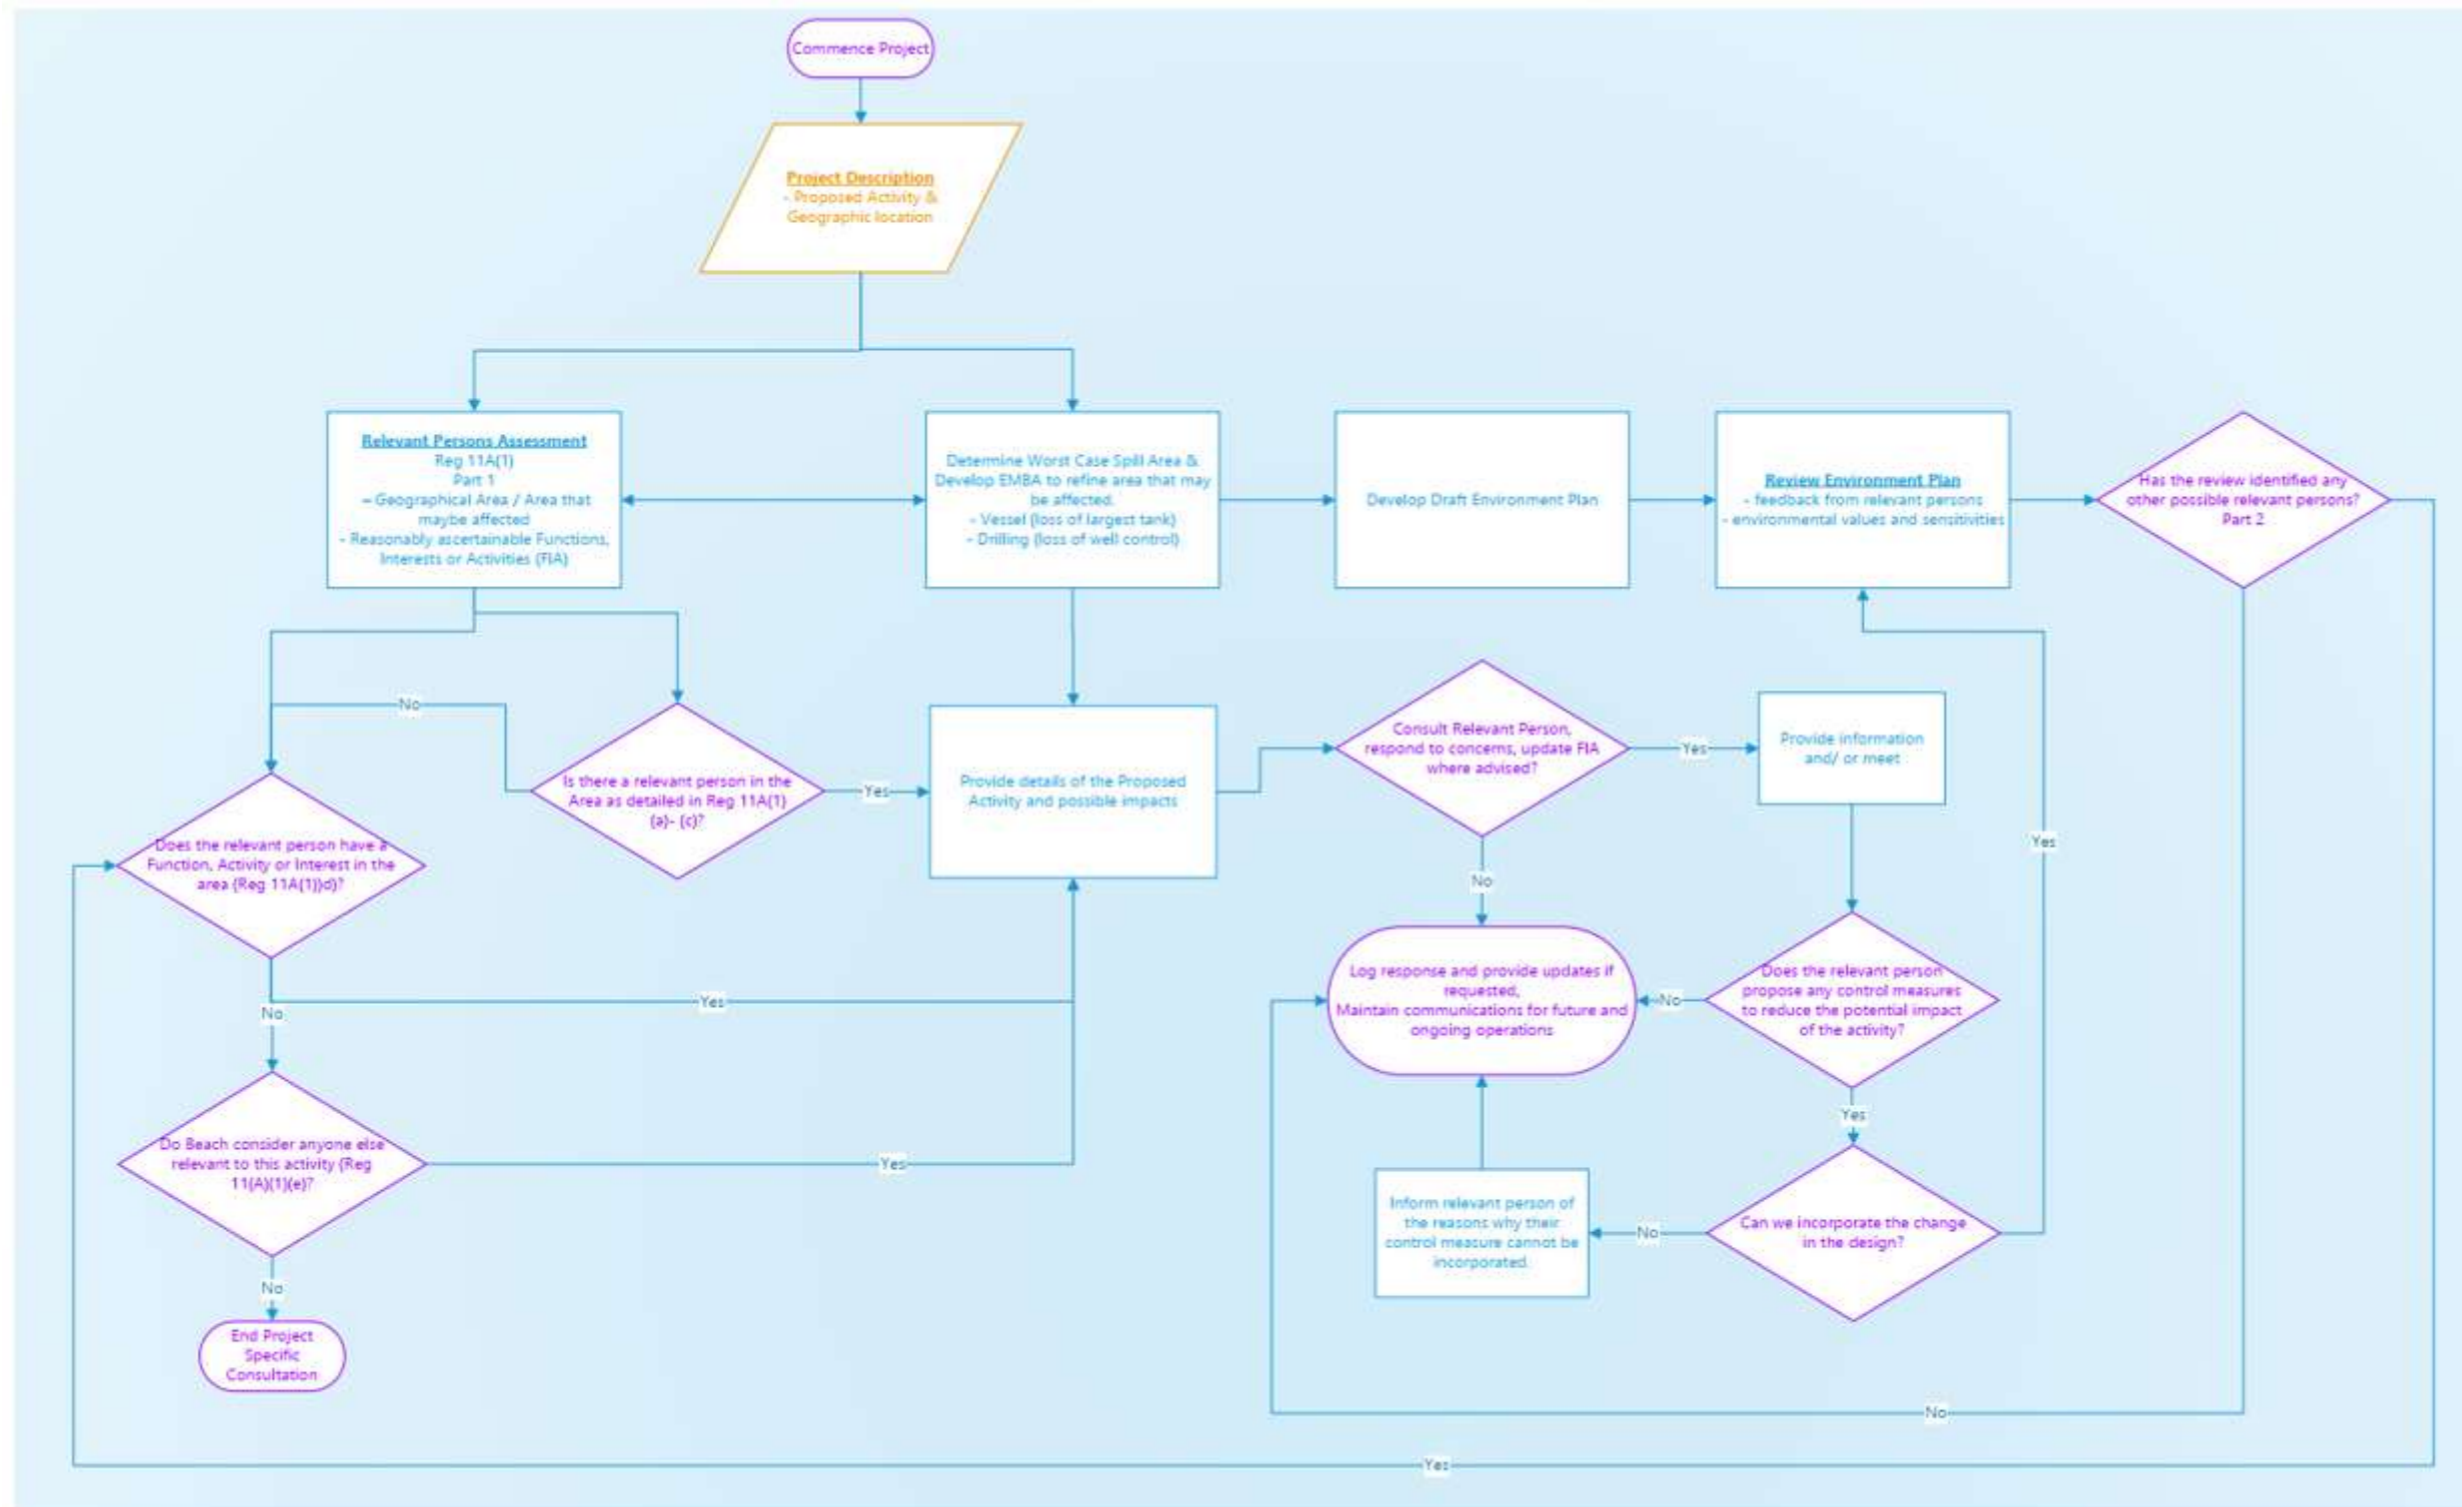 Commence Project
Project Description
- Proposed Activity &
Geographic location
Relevant Persons Assessment
Reg 11A(1)
Part 1
– Geographical Area / Area that
maybe affected
- Reasonably ascertainable Functions,
Interests or Activities (FIA)
Determine Worst Case Spill Area &
Develop EMBA to refine area that may
be affected.
- Vessel (loss of largest tank)
- Drilling (loss of well control)
Develop Draft Environment Plan
Review Environment Plan
- feedback from relevant persons
- environmental values and sensitivities
Has the review identified any
other possible relevant persons?
Part 2
No
Is there a relevant person in the
Area as detailed in Reg 11A(1)
(a)- (c)?
Yes
Provide details of the Proposed
Activity and possible impacts
Consult Relevant Person,
respond to concerns, update FIA
where advised?
Yes
Provide information
and/ or meet
Yes
Does the relevant person have a
Function, Activity or Interest in the
area (Reg 11A(1))d)?
No
Log response and provide updates if
requested,
Maintain communications for future and
ongoing operations
No
Does the relevant person
propose any control measures
to reduce the potential impact
of the activity?
Yes
No
Yes
Do Beach consider anyone else
relevant to this activity (Reg
11(A)(1)(e)?
Yes
Inform relevant person of
the reasons why their
control measure cannot be
incorporated.
No
Can we incorporate the change
in the design?
No
End Project
Specific
Consultation
No
Yes